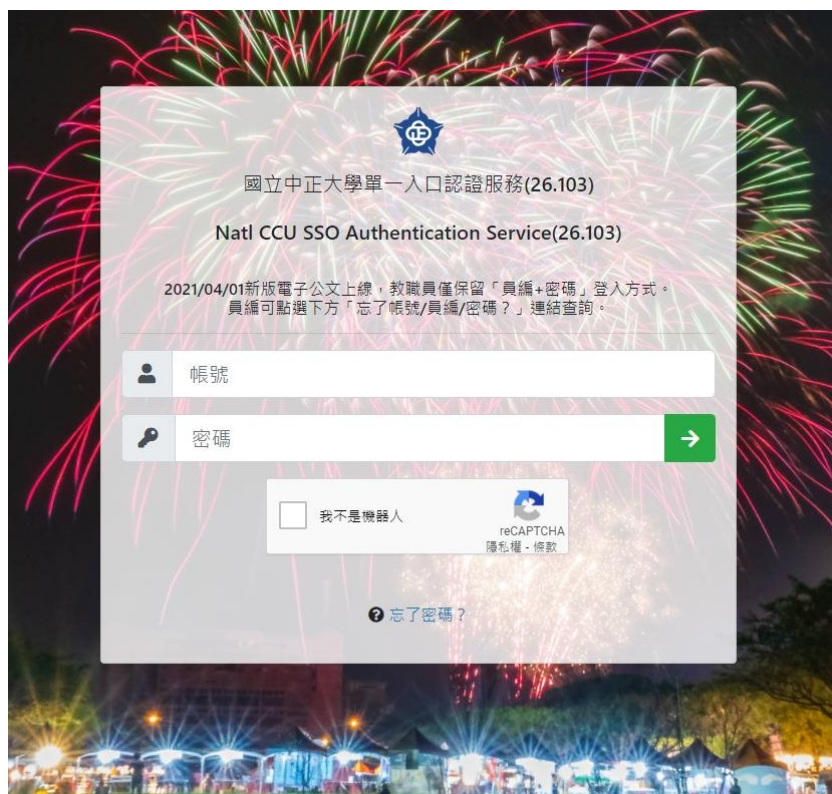 國立中正大學單一入口認證服務(26.103)
Natl CCU SSO Authentication Service(26.103)
2021/04/01新版電子公文上線，教職員僅保留「員編+密碼」登入方式。
員編可點選下方「忘了帳號/員編/密碼？」連結查詢。
帳號
密碼
我不是機器人
reCAPTCHA
隱私權 - 條款
忘了密碼？